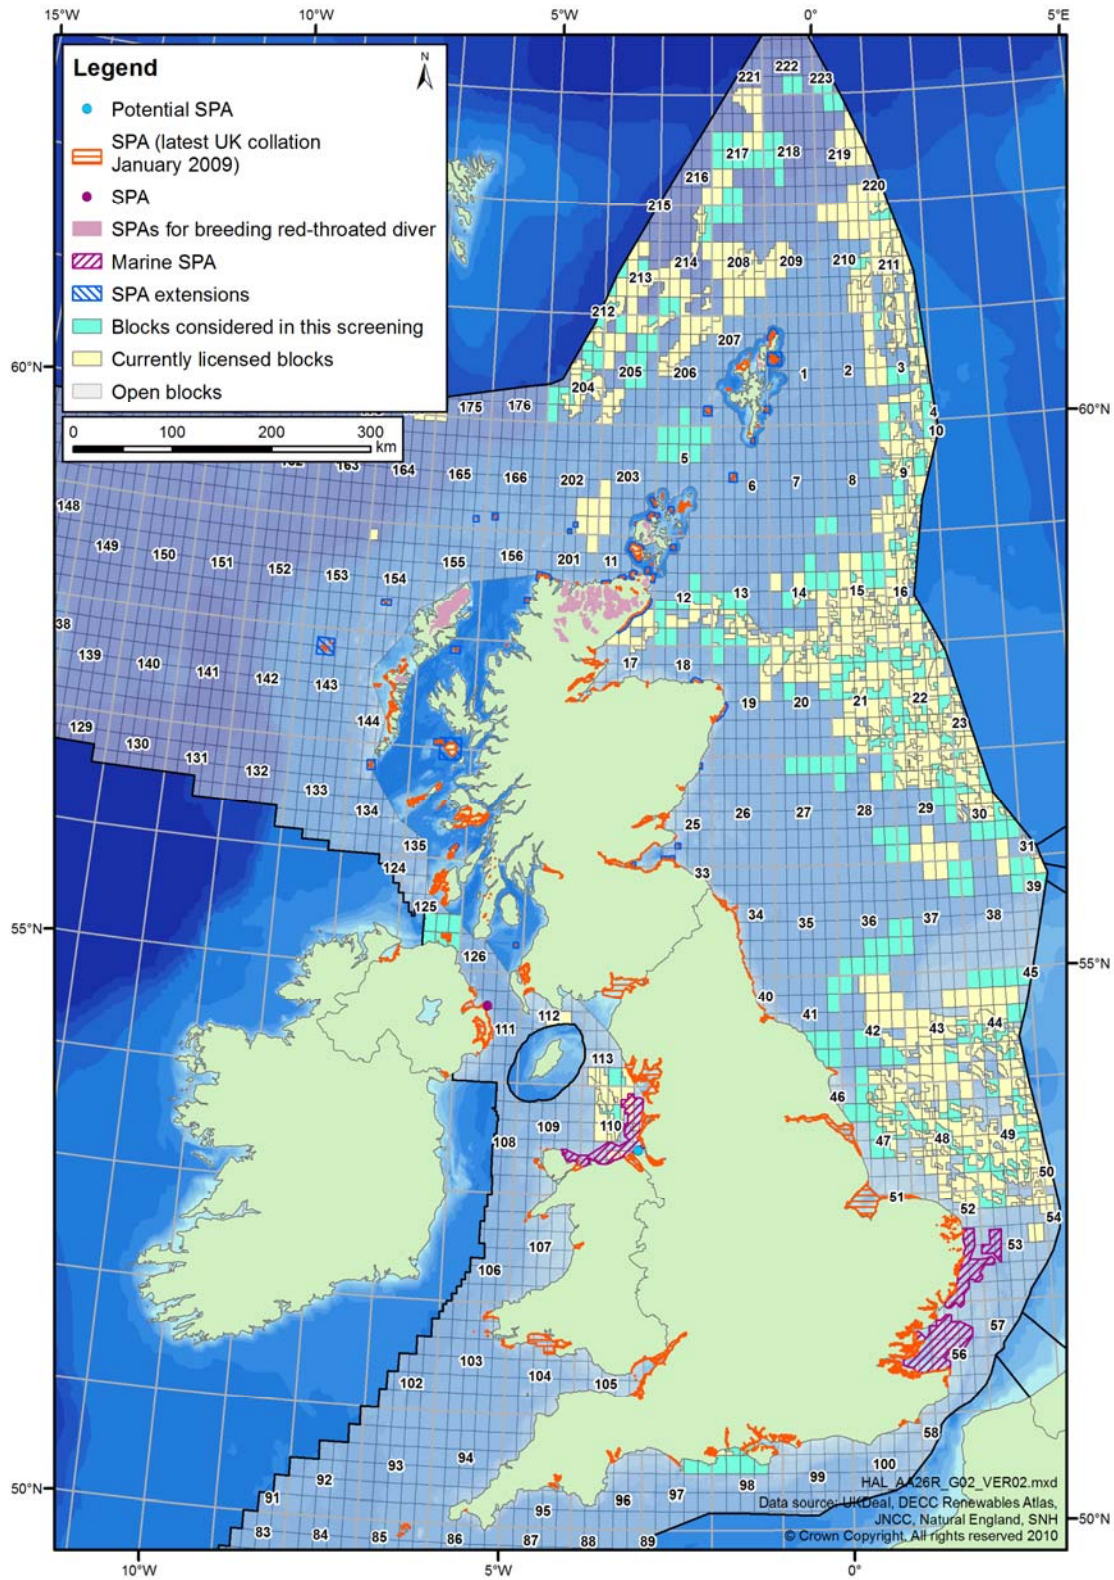 15°W 10°W 5°W 0° 5°E
Legend
N
Potential SPA
SPA (latest UK collation
January 2009)
SPA
SPAs for breeding red-throated diver
Marine SPA
SPA extensions
Blocks considered in this screening
Currently licensed blocks
Open blocks
0 100 200 300
km
221 222 223
217 218 219
216 220
215
214 208 209 210 211
213
212
207
60°N
205 206 1 2 3
204
175 176
4
60°N
10
5
163 164 165 166 202 203 6 7 8 9
148
149 150 151 152 153 154 155 156 201 11
12 13 14 15 16
38
139 140 141 142 143
17 18
19 20 21 22 23
144
129 130 131 132 133 134
25 26 27 28 29 30
135
31
124
33
39
125
34 35 36 37 38
55°N
126
55°N
45
40
111 112
41 42 43 44
113
46
108 109 110
47 48 49
50
51
52
54
107
53
106
57
103
56
102 104 105
58
94
93 100
92 99
91 98
50°N
97
96
95
83 84 85 86 87 88 89
HAL_AA26R_G02_VER02.mxd
Data source: UKDeal, DECC Renewables Atlas,
JNCC, Natural England, SNH
© Crown Copyright, All rights reserved 2010
50°N
10°W 5°W 0°